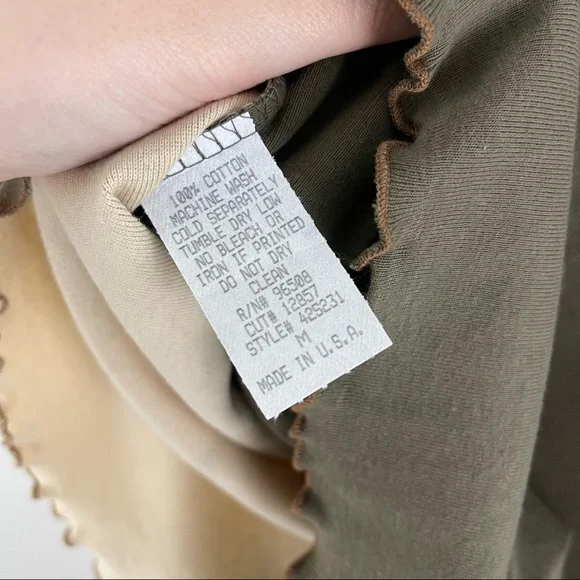 100% COTTON
MACHINE WASH
COLD SEPARATELY
TUMBLE DRY LOW
NO BLEACH OR
IRON IF PRINTED
DO NOT DRY
CLEAN
R/N# 96508
CUT# 12857
STYLE# 425231
M
MADE IN U.S.A.